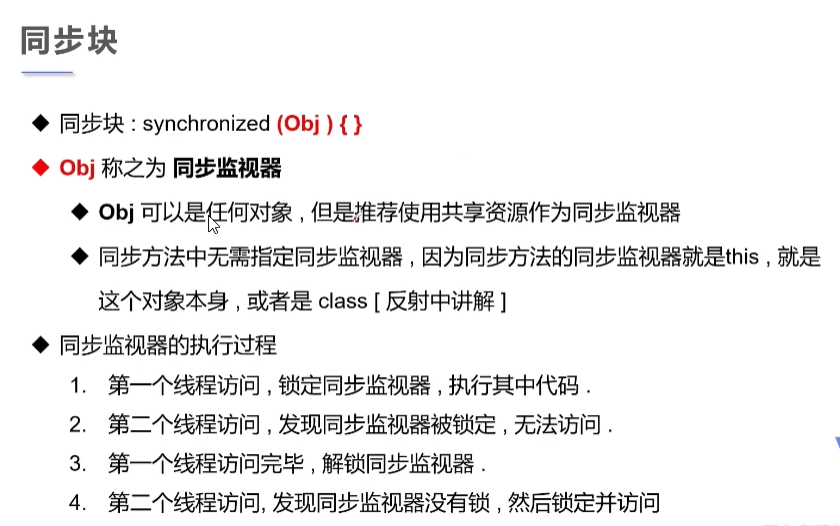 同步块
◆ 同步块 : synchronized (Obj ) { }
◆ Obj 称之为 同步监视器
◆ Obj 可以是任何对象 , 但是推荐使用共享资源作为同步监视器
◆ 同步方法中无需指定同步监视器 , 因为同步方法的同步监视器就是this , 就是
这个对象本身 , 或者是 class [ 反射中讲解 ]
◆ 同步监视器的执行过程
1. 第一个线程访问 , 锁定同步监视器 , 执行其中代码 .
2. 第二个线程访问 , 发现同步监视器被锁定 , 无法访问 .
3. 第一个线程访问完毕 , 解锁同步监视器 .
4. 第二个线程访问, 发现同步监视器没有锁 , 然后锁定并访问